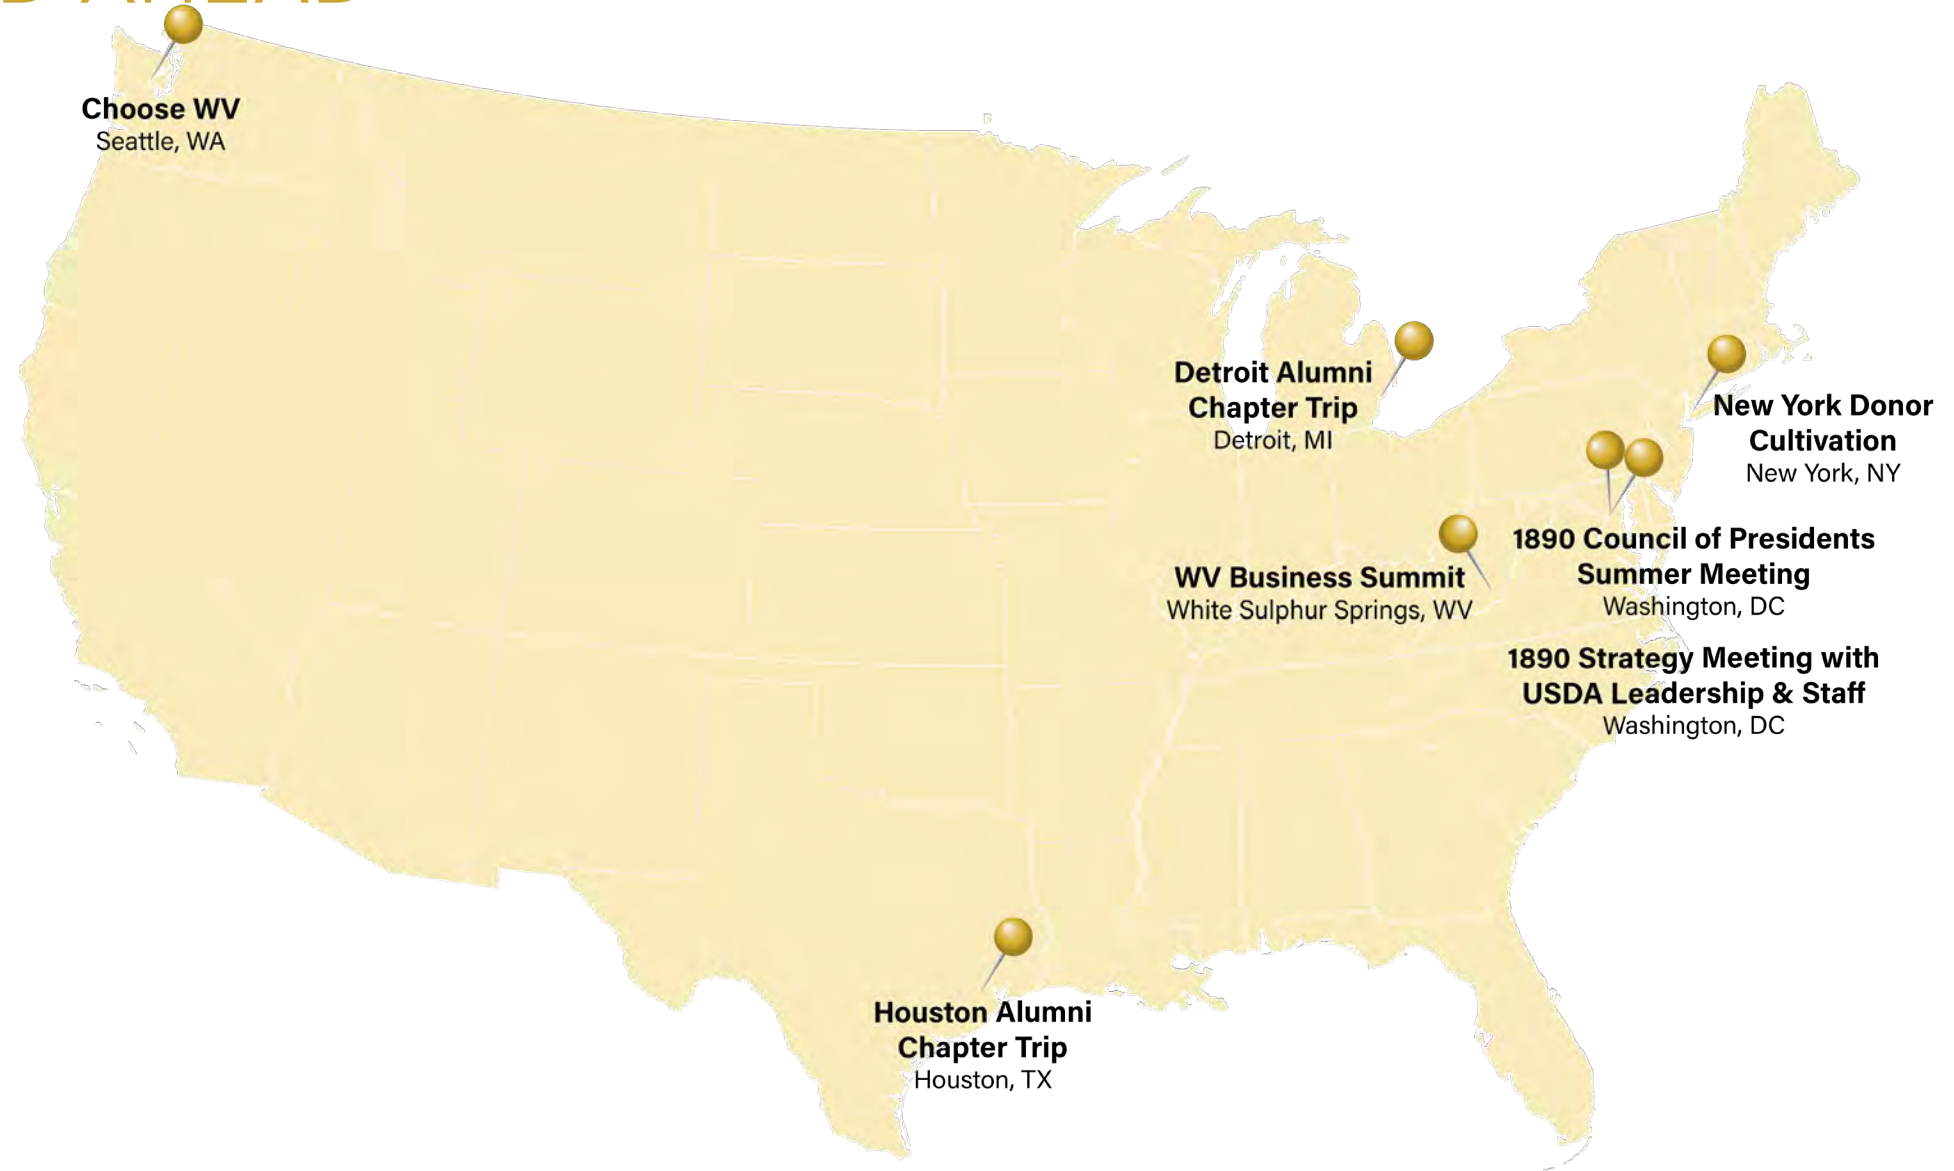 AHEAD
Choose WV
Seattle, WA
Detroit Alumni
Chapter Trip
Detroit, MI
New York Donor
Cultivation
New York, NY
WV Business Summit
White Sulphur Springs, WV
1890 Council of Presidents
Summer Meeting
Washington, DC
1890 Strategy Meeting with
USDA Leadership & Staff
Washington, DC
Houston Alumni
Chapter Trip
Houston, TX